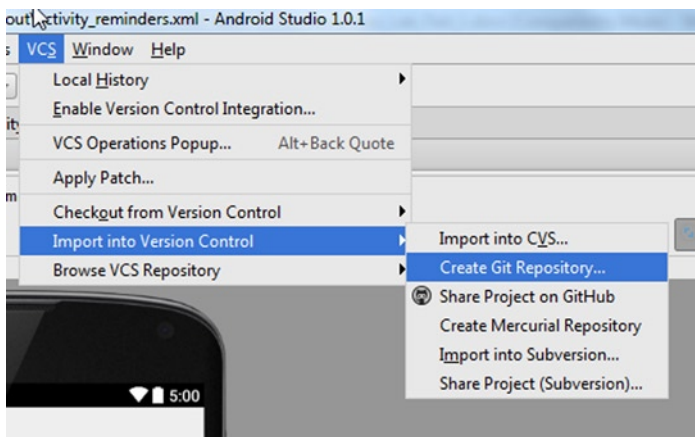 out\activity_reminders.xml - Android Studio 1.0.1
VCS Window Help
Local History
Enable Version Control Integration...
VCS Operations Popup... Alt+Back Quote
Apply Patch...
Checkout from Version Control
Import into Version Control
Browse VCS Repository
Import into CVS...
Create Git Repository...
Share Project on GitHub
Create Mercurial Repository
Import into Subversion...
Share Project (Subversion)...
5:00